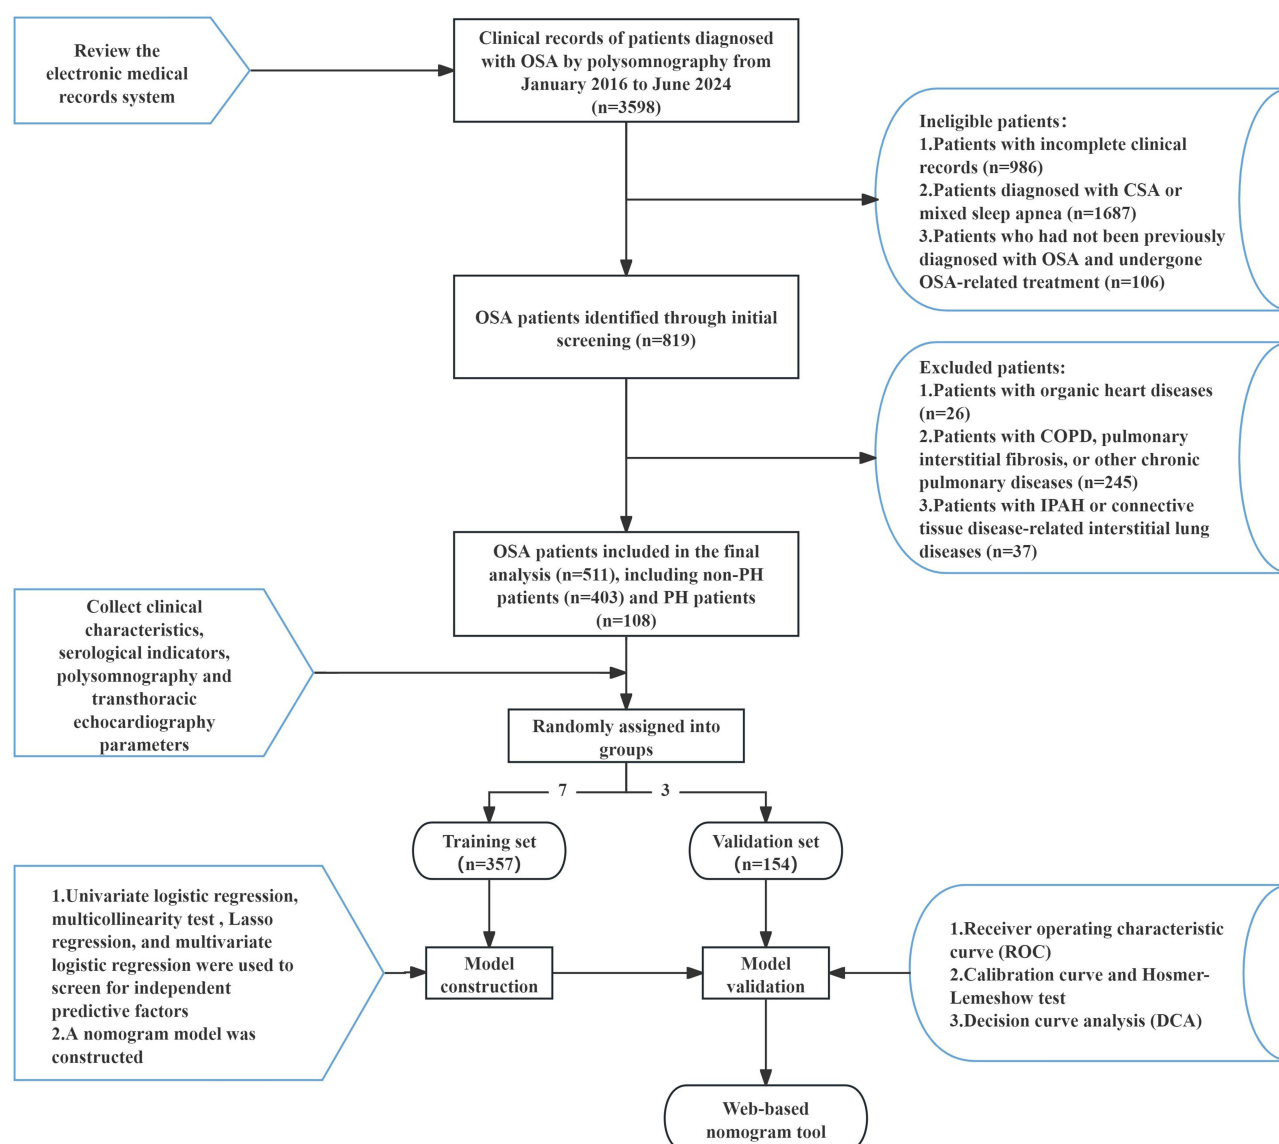 Review the
electronic medical
records system
Clinical records of patients diagnosed
with OSA by polysomnography from
January 2016 to June 2024
(n=3598)
Ineligible patients:
1.Patients with incomplete clinical
records (n=986)
2.Patients diagnosed with CSA or
mixed sleep apnea (n=1687)
3.Patients who had not been previously
diagnosed with OSA and undergone
OSA-related treatment (n=106)
OSA patients identified through initial
screening (n=819)
Excluded patients:
1.Patients with organic heart diseases
(n=26)
2.Patients with COPD, pulmonary
interstitial fibrosis, or other chronic
pulmonary diseases (n=245)
3.Patients with IPAH or connective
tissue disease-related interstitial lung
diseases (n=37)
OSA patients included in the final
analysis (n=511), including non-PH
patients (n=403) and PH patients
(n=108)
Collect clinical
characteristics,
serological indicators,
polysomnography and
transthoracic
echocardiography
parameters
Randomly assigned into
groups
7
3
Training set
(n=357)
Validation set
(n=154)
1.Univariate logistic regression,
multicollinearity test , Lasso
regression, and multivariate
logistic regression were used to
screen for independent
predictive factors
2.A nomogram model was
constructed
Model
construction
Model
validation
1.Receiver operating characteristic
curve (ROC)
2.Calibration curve and Hosmer-
Lemeshow test
3.Decision curve analysis (DCA)
Web-based
nomogram tool